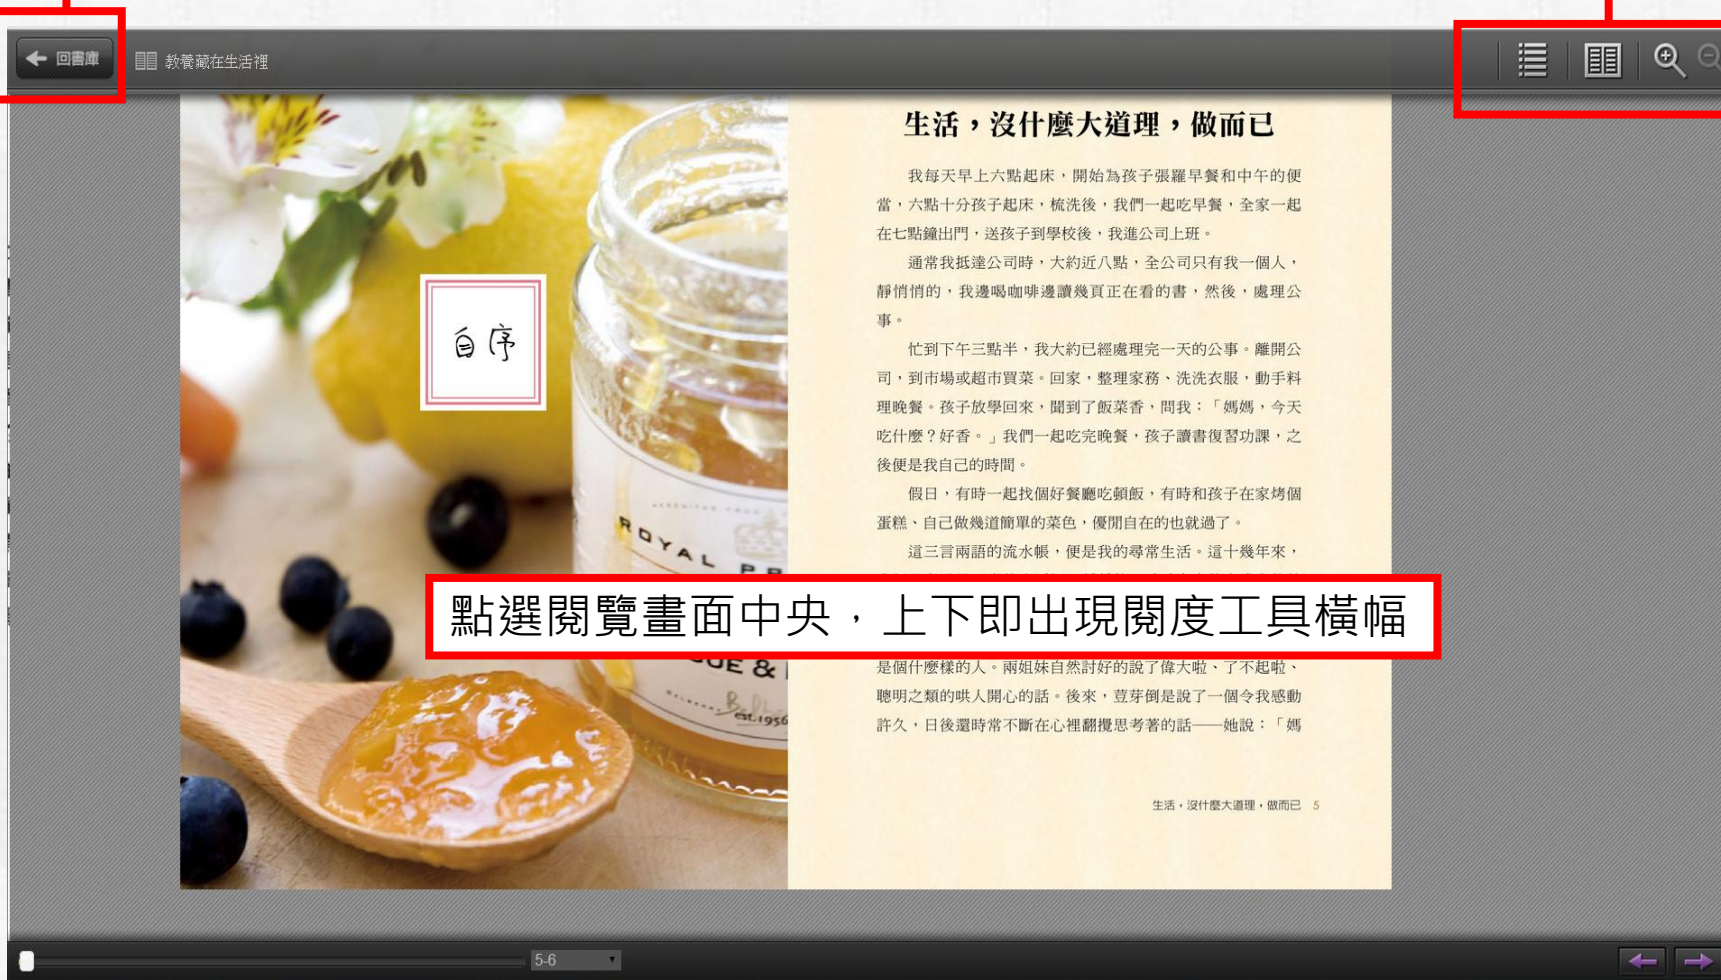 回書庫
教養藏在生活裡
生活，沒什麼大道理，做而已
我每天早上六點起床，開始為孩子張羅早餐和中午的便
當，六點十分孩子起床，梳洗後，我們一起吃早餐，全家一起
在七點鐘出門，送孩子到學校後，我進公司上班。
通常我抵達公司時，大約近八點，全公司只有我一個人，
靜悄悄的，我邊喝咖啡邊讀幾頁正在看的書，然後，處理公
事。
忙到下午三點半，我大約已經處理完一天的公事。離開公
司，到市場或超市買菜。回家，整理家務、洗洗衣服，動手料
理晚餐。孩子放學回來，聞到了飯菜香，問我：「媽媽，今天
吃什麼？好香。」我們一起吃完晚餐，孩子讀書復習功課，之
後便是我自己的時間。
假日，有時一起找個好餐廳吃頓飯，有時和孩子在家烤個
蛋糕、自己做幾道簡單的菜色，優閒自在的也就過了。
這三言兩語的流水帳，便是我的尋常生活。這十幾年來，
自序
ROYAL PR
點選閱覽畫面中央，上下即出現閱度工具橫幅
UE &
est.1956
是個什麼樣的人。兩姐妹自然討好的說了偉大啦、了不起啦、
聰明之類的哄人開心的話。後來，荳芽倒是說了一個令我感動
許久，日後還時常不斷在心裡翻攪思考著的話——她說：「媽
生活，沒什麼大道理，做而已 5
5-6